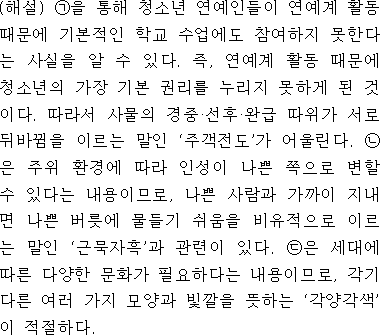 (해설) ㉠을 통해 청소년 연예인들이 연예계 활동
때문에 기본적인 학교 수업에도 참여하지 못한다
는 사실을 알 수 있다. 즉, 연예계 활동 때문에
청소년의 가장 기본 권리를 누리지 못하게 된 것
이다. 따라서 사물의 경중·선후·완급 따위가 서로
뒤바뀜을 이르는 말인 ‘주객전도’가 어울린다. ㉡
은 주위 환경에 따라 인성이 나쁜 쪽으로 변할
수 있다는 내용이므로, 나쁜 사람과 가까이 지내
면 나쁜 버릇에 물들기 쉬움을 비유적으로 이르
는 말인 ‘근묵자흑’과 관련이 있다. ㉢은 세대에
따른 다양한 문화가 필요하다는 내용이므로, 각기
다른 여러 가지 모양과 빛깔을 뜻하는 ‘각양각색’
이 적절하다.